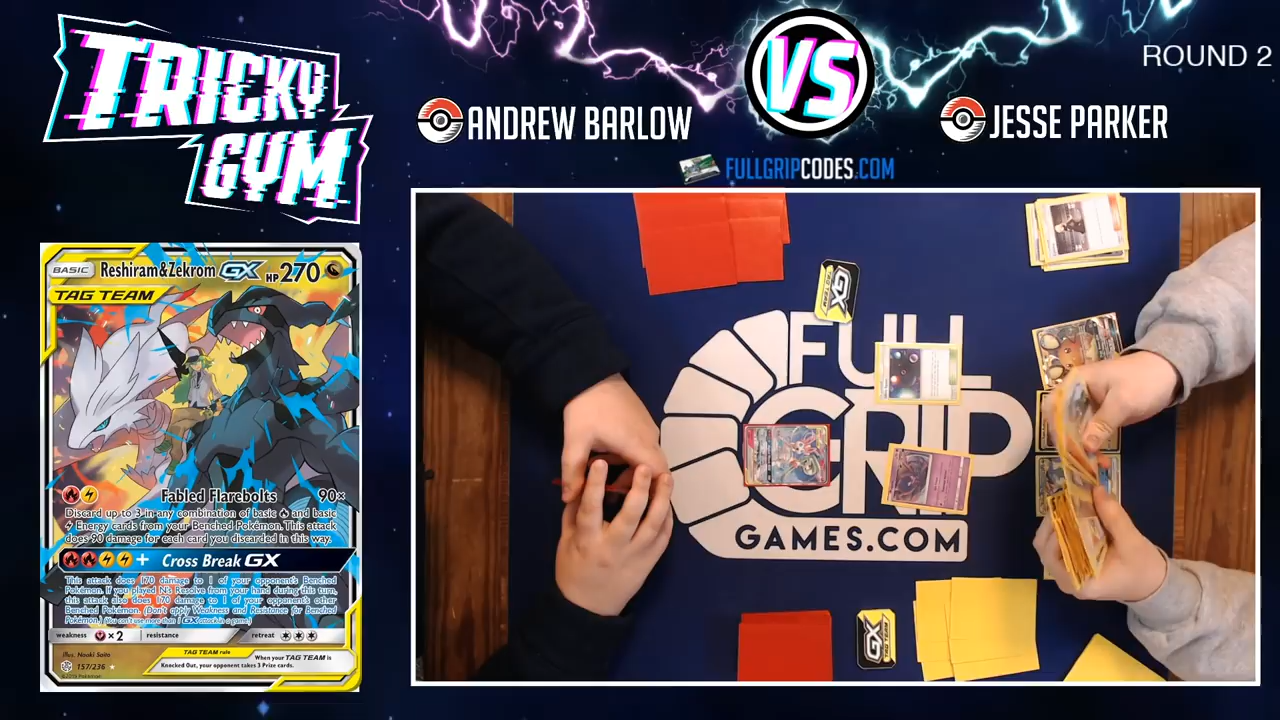 TRICKY
GYM
ANDREW BARLOW
VS
JESSE PARKER
ROUND 2
FULLGRIPCODES.COM
BASIC
Reshiram&Zekrom GX HP 270
TAG TEAM
Fabled Flarebolts 90×
Discard up to 3 in any combination of basic and basic
Energy cards from your Benched Pokémon. This attack
does 90 damage for each card you discarded in this way.
+ Cross Break GX
This attack does 170 damage to 1 of your opponent's Benched
Pokémon. If you played N's Resolve from your hand during this turn,
this attack also does 170 damage to 1 of your opponent's other
Benched Pokémon. (Don't apply Weakness and Resistance for Benched
Pokémon.) (You can't use more than 1 GX attack in a game.)
weakness ×2 resistance retreat
Illus. Naoki Saito
TAG TEAM rule
When your TAG TEAM is
Knocked Out, your opponent takes 3 Prize cards.
157/236
FULL
GRIP
GAMES.COM
GX
GX